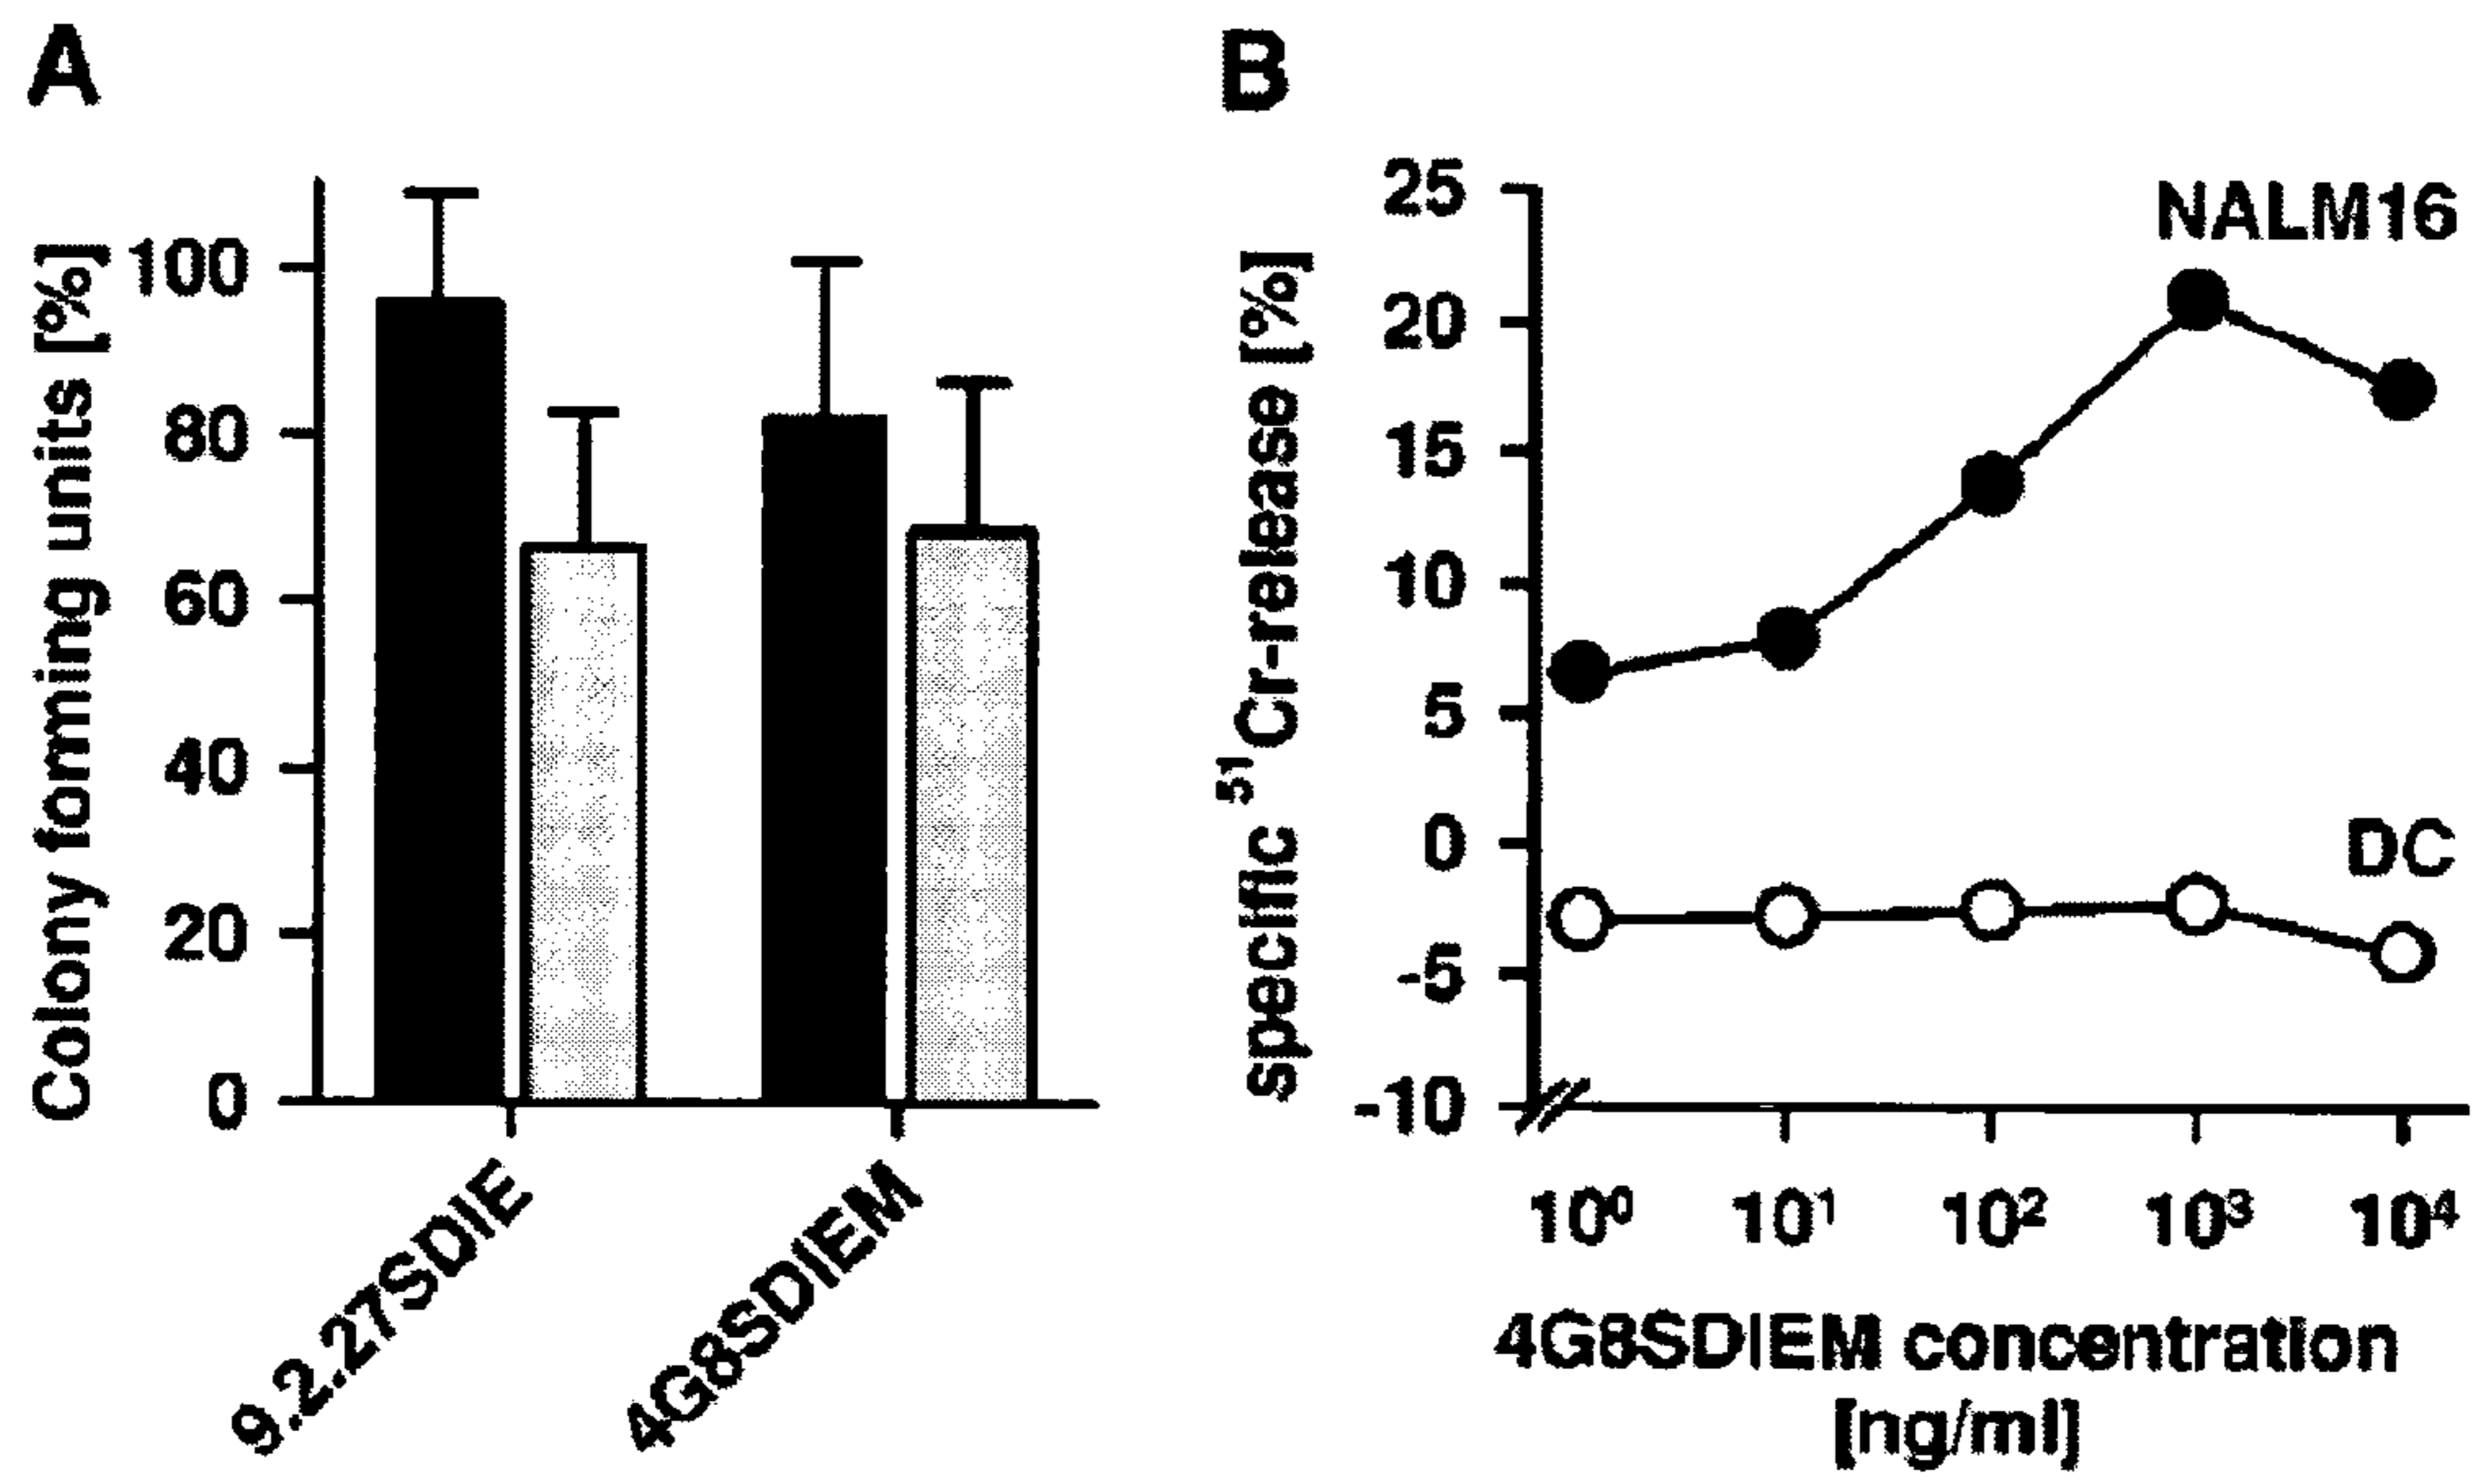 A
Colony forming units [%]
100
80
60
40
20
0
9.2.27SDIE
4G8SDIEM
B
specific ⁵¹Cr-release [%]
25
20
15
10
5
0
-5
-10
NALM16
DC
10⁰ 10¹ 10² 10³ 10⁴
4G8SDIEM concentration
[ng/ml]